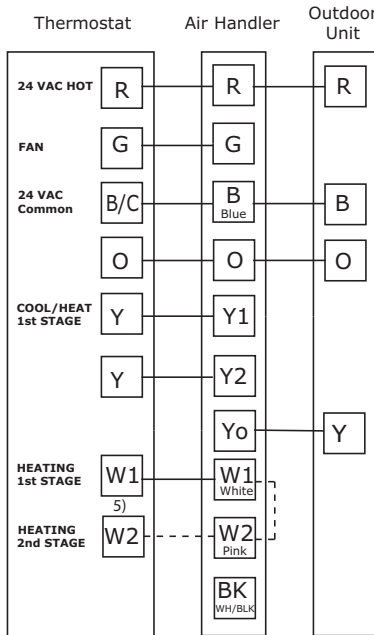 Thermostat
Air Handler
Outdoor
Unit
24 VAC HOT
R
R
R
FAN
G
G
24 VAC
Common
B/C
B
Blue
B
O
O
O
COOL/HEAT
1st STAGE
Y
Y1
Y
Y2
Yo
Y
HEATING
1st STAGE
W1
W1
White
5)
HEATING
2nd STAGE
W2
W2
Pink
BK
WH/BLK